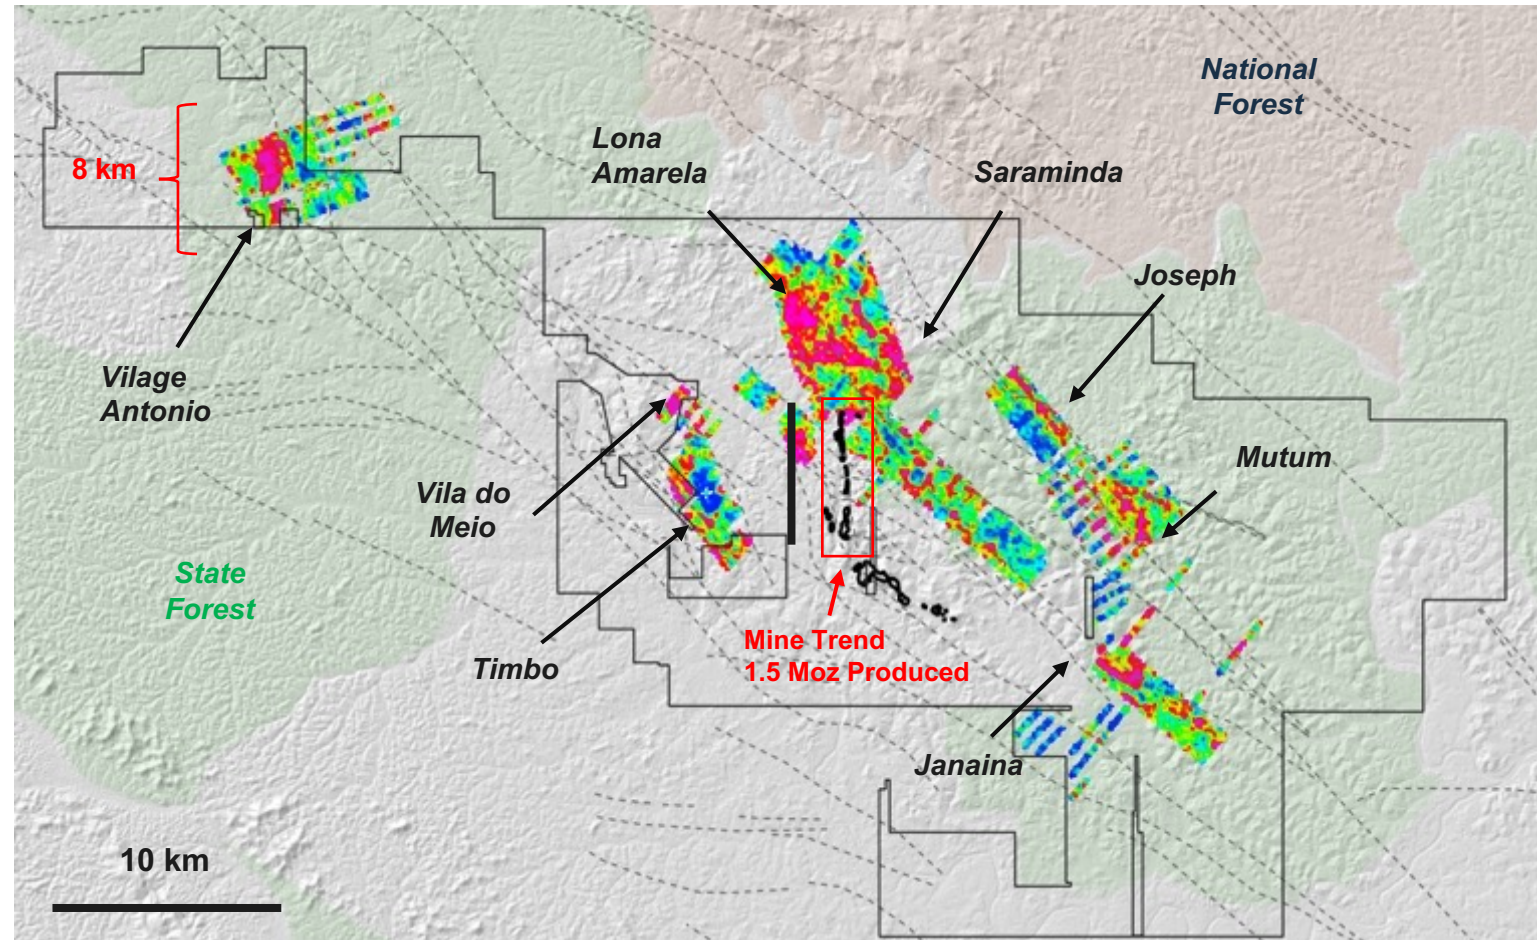 National
Forest
Lona
Amarela
Saraminda
8 km
Joseph
Vilage
Antonio
Mutum
Vila do
Meio
State
Forest
Timbo
Mine Trend
1.5 Moz Produced
Janaina
10 km